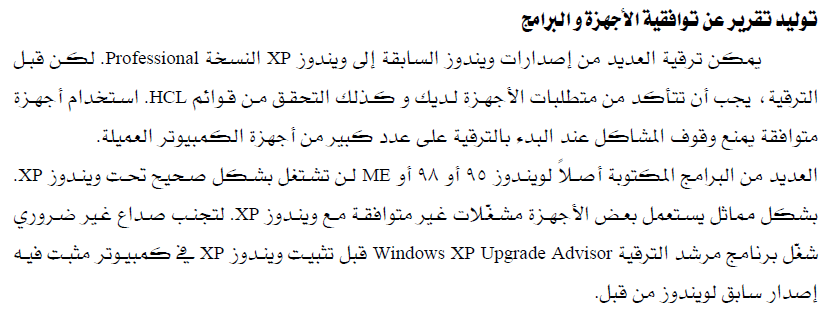 توليد تقرير عن توافقية الأجهزة و البرامج
يمكن ترقية العديد من إصدارات ويندوز السابقة إلى ويندوز XP النسخة Professional. لكن قبل
الترقية، يجب أن تتأكد من متطلبات الأجهزة لديك و كذلك التحقق من قوائم HCL. استخدام أجهزة
متوافقة يمنع وقوف المشاكل عند البدء بالترقية على عدد كبير من أجهزة الكمبيوتر العميلة.
العديد من البرامج المكتوبة أصلاً لويندوز ٩٥ أو ٩٨ أو ME لن تشتغل بشكل صحيح تحت ويندوز XP.
بشكل مماثل يستعمل بعض الأجهزة مشغّلات غير متوافقة مع ويندوز XP. لتجنب صداع غير ضروري
شغّل برنامج مرشد الترقية Windows XP Upgrade Advisor قبل تثبيت ويندوز XP في كمبيوتر مثبت فيه
إصدار سابق لويندوز من قبل.